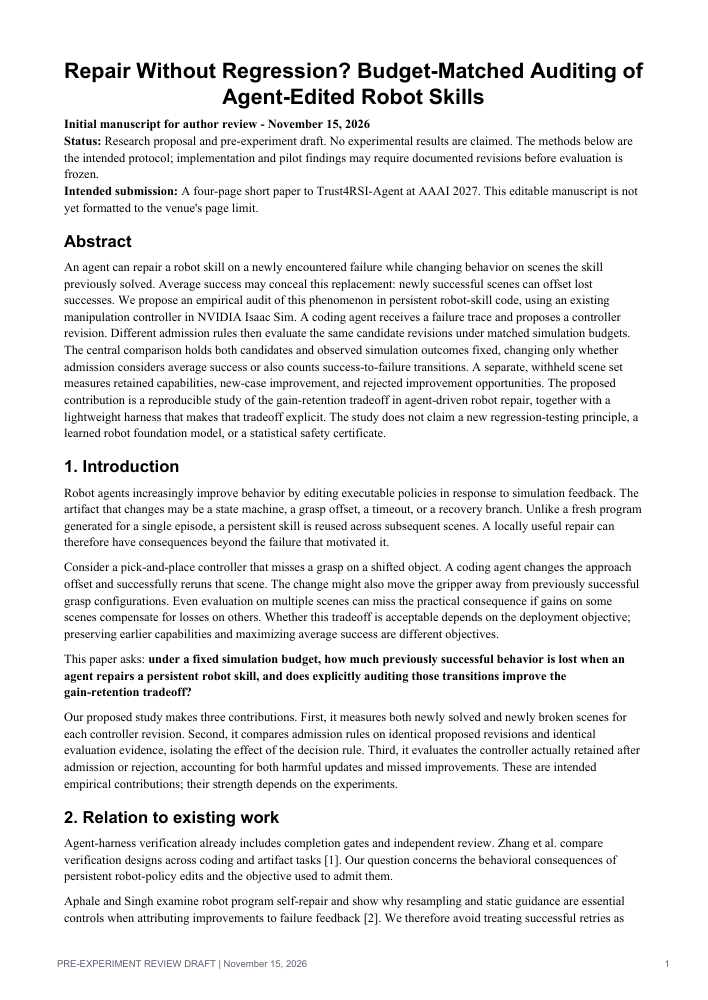 Repair Without Regression? Budget-Matched Auditing of
Agent-Edited Robot Skills
Initial manuscript for author review - November 15, 2026
Status: Research proposal and pre-experiment draft. No experimental results are claimed. The methods below are
the intended protocol; implementation and pilot findings may require documented revisions before evaluation is
frozen.
Intended submission: A four-page short paper to Trust4RSI-Agent at AAAI 2027. This editable manuscript is not
yet formatted to the venue's page limit.
Abstract
An agent can repair a robot skill on a newly encountered failure while changing behavior on scenes the skill
previously solved. Average success may conceal this replacement: newly successful scenes can offset lost
successes. We propose an empirical audit of this phenomenon in persistent robot-skill code, using an existing
manipulation controller in NVIDIA Isaac Sim. A coding agent receives a failure trace and proposes a controller
revision. Different admission rules then evaluate the same candidate revisions under matched simulation budgets.
The central comparison holds both candidates and observed simulation outcomes fixed, changing only whether
admission considers average success or also counts success-to-failure transitions. A separate, withheld scene set
measures retained capabilities, new-case improvement, and rejected improvement opportunities. The proposed
contribution is a reproducible study of the gain-retention tradeoff in agent-driven robot repair, together with a
lightweight harness that makes that tradeoff explicit. The study does not claim a new regression-testing principle, a
learned robot foundation model, or a statistical safety certificate.
1. Introduction
Robot agents increasingly improve behavior by editing executable policies in response to simulation feedback. The
artifact that changes may be a state machine, a grasp offset, a timeout, or a recovery branch. Unlike a fresh program
generated for a single episode, a persistent skill is reused across subsequent scenes. A locally useful repair can
therefore have consequences beyond the failure that motivated it.
Consider a pick-and-place controller that misses a grasp on a shifted object. A coding agent changes the approach
offset and successfully reruns that scene. The change might also move the gripper away from previously successful
grasp configurations. Even evaluation on multiple scenes can miss the practical consequence if gains on some
scenes compensate for losses on others. Whether this tradeoff is acceptable depends on the deployment objective;
preserving earlier capabilities and maximizing average success are different objectives.
This paper asks: under a fixed simulation budget, how much previously successful behavior is lost when an
agent repairs a persistent robot skill, and does explicitly auditing those transitions improve the
gain-retention tradeoff?
Our proposed study makes three contributions. First, it measures both newly solved and newly broken scenes for
each controller revision. Second, it compares admission rules on identical proposed revisions and identical
evaluation evidence, isolating the effect of the decision rule. Third, it evaluates the controller actually retained after
admission or rejection, accounting for both harmful updates and missed improvements. These are intended
empirical contributions; their strength depends on the experiments.
2. Relation to existing work
Agent-harness verification already includes completion gates and independent review. Zhang et al. compare
verification designs across coding and artifact tasks [1]. Our question concerns the behavioral consequences of
persistent robot-policy edits and the objective used to admit them.
Aphale and Singh examine robot program self-repair and show why resampling and static guidance are essential
controls when attributing improvements to failure feedback [2]. We therefore avoid treating successful retries as
PRE-EXPERIMENT REVIEW DRAFT | November 15, 2026
1